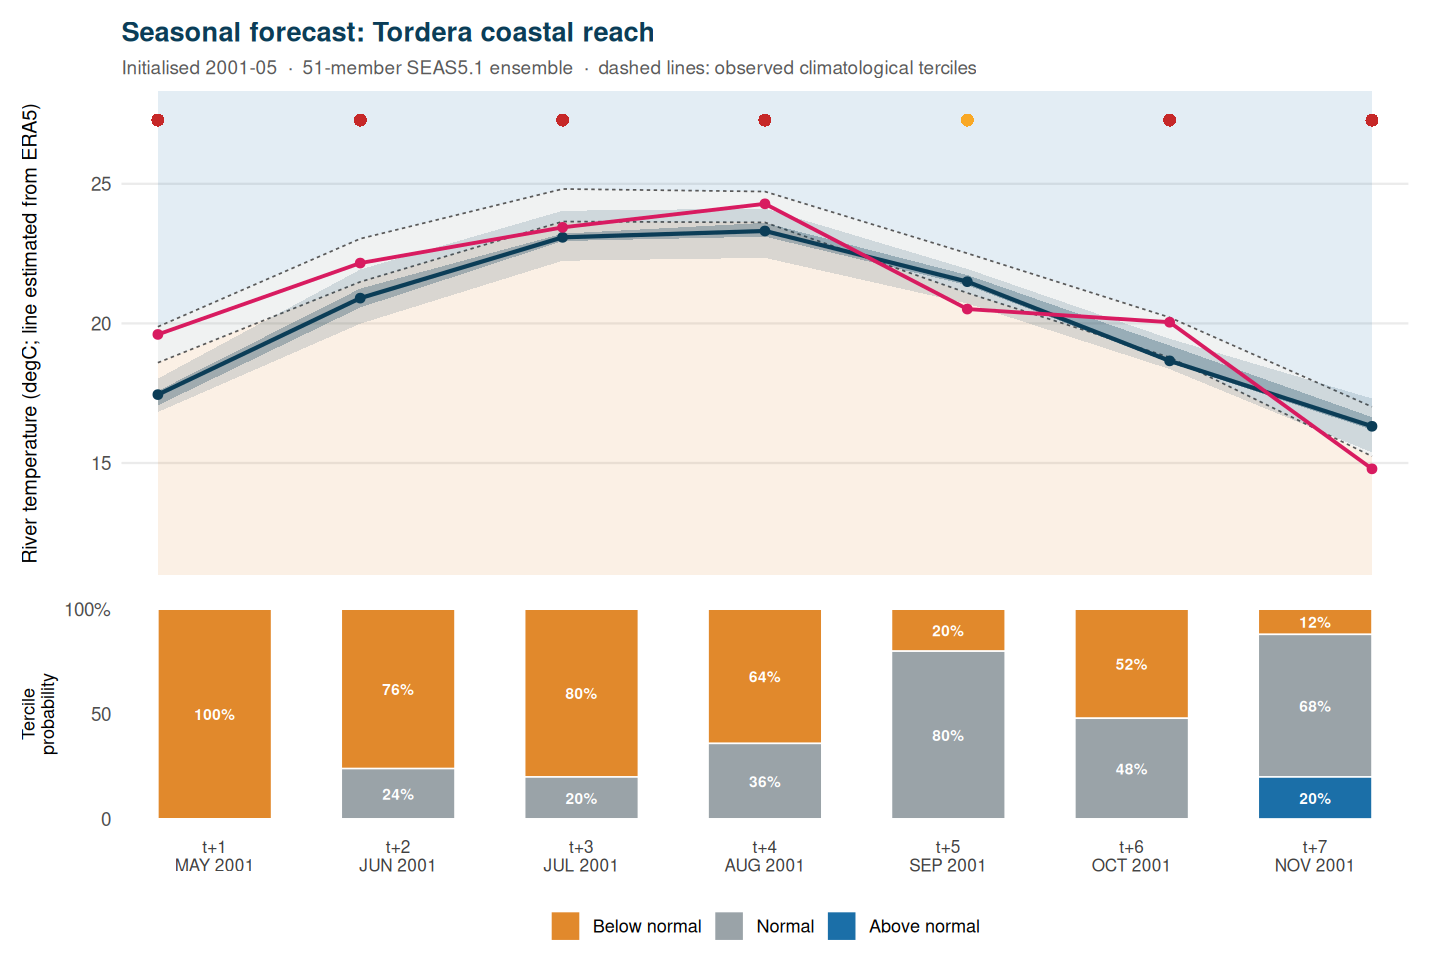 Seasonal forecast: Tordera coastal reach
Initialised 2001-05 · 51-member SEAS5.1 ensemble · dashed lines: observed climatological terciles
River temperature (degC; line estimated from ERA5)
25
20
15
Tercile
probability
100%
50
0
100%
76%
24%
80%
20%
64%
36%
20%
80%
52%
48%
12%
68%
20%
t+1
MAY 2001
t+2
JUN 2001
t+3
JUL 2001
t+4
AUG 2001
t+5
SEP 2001
t+6
OCT 2001
t+7
NOV 2001
Below normal
Normal
Above normal